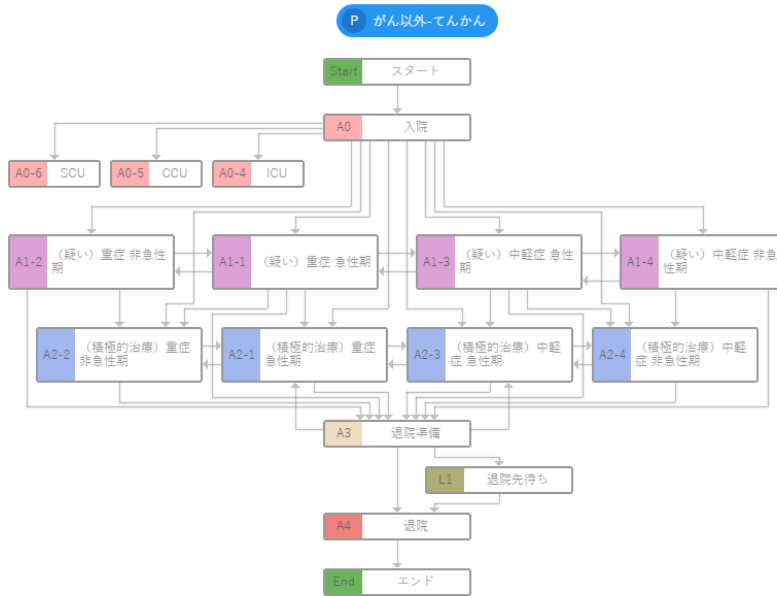 P がん以外-てんかん
Start スタート
A0 入院
A0-6 SCU
A0-5 CCU
A0-4 ICU
A1-2 （疑い）重症 非急性
期
A1-1 （疑い）重症 急性期
A1-3 （疑い）中軽症 急性
期
A1-4 （疑い）中軽症 非急
性期
A2-2 （積極的治療）重症
非急性期
A2-1 （積極的治療）重症
急性期
A2-3 （積極的治療）中軽
症 急性期
A2-4 （積極的治療）中軽
症 非急性期
A3 退院準備
L1 退院先待ち
A4 退院
End エンド